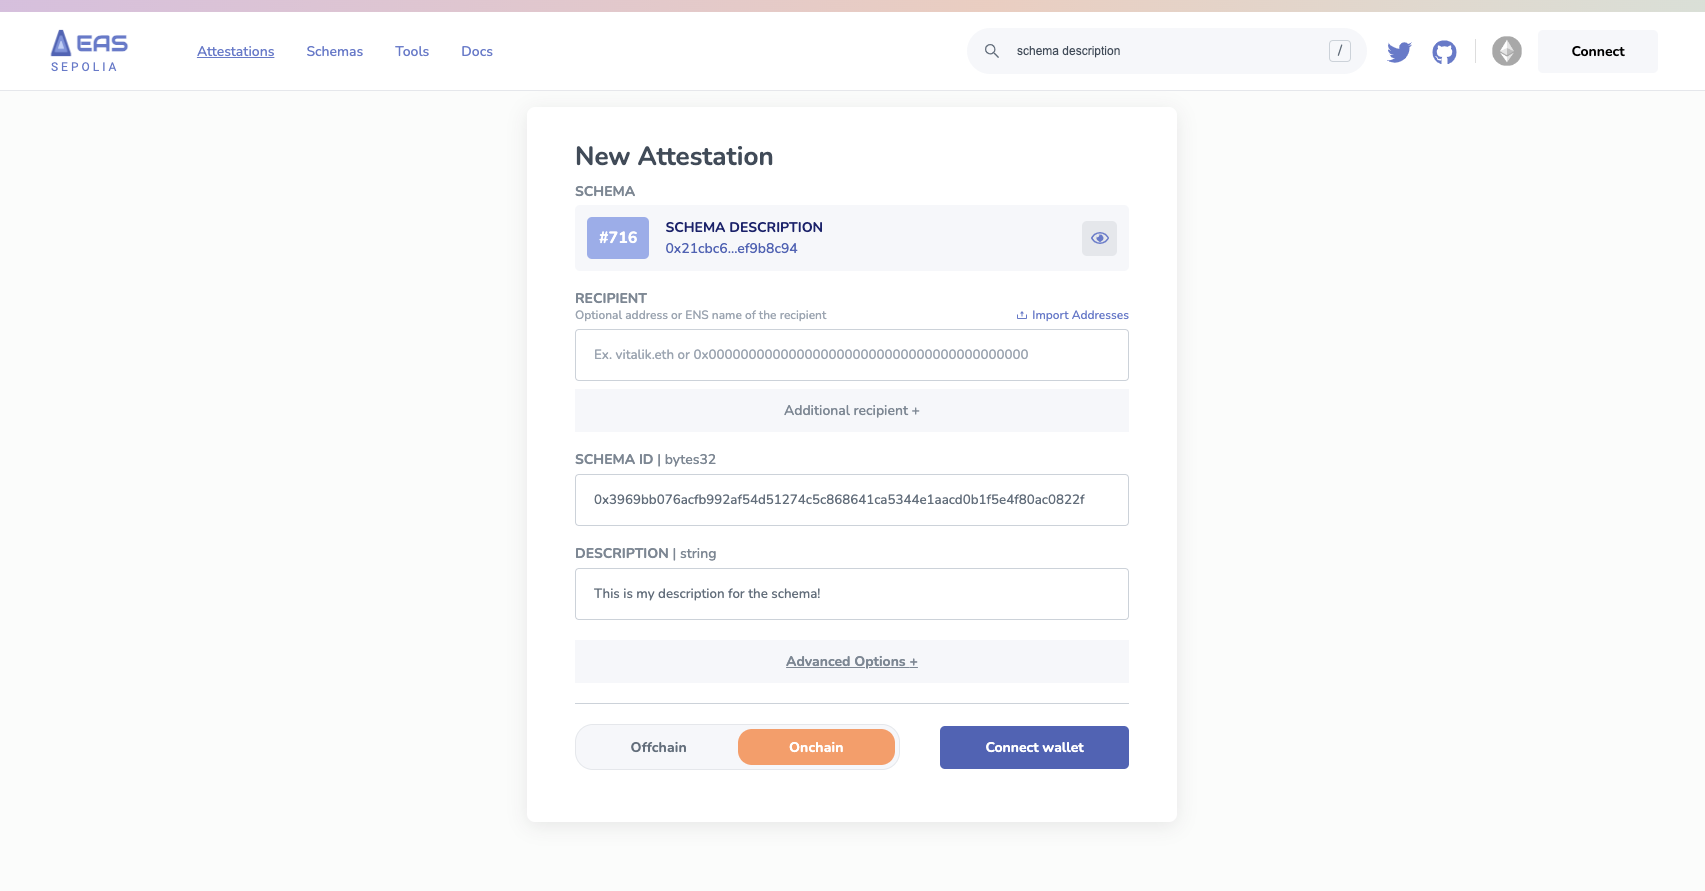 EAS
SEPOLIA
Attestations
Schemas
Tools
Docs
schema description
/
Connect
New Attestation
SCHEMA
#716
SCHEMA DESCRIPTION
0x21cbc6...ef9b8c94
RECIPIENT
Optional address or ENS name of the recipient
Import Addresses
Ex. vitalik.eth or 0x0000000000000000000000000000000000000000
Additional recipient +
SCHEMA ID | bytes32
0x3969bb076acfb992af54d51274c5c868641ca5344e1aacd0b1f5e4f80ac0822f
DESCRIPTION | string
This is my description for the schema!
Advanced Options +
Offchain
Onchain
Connect wallet